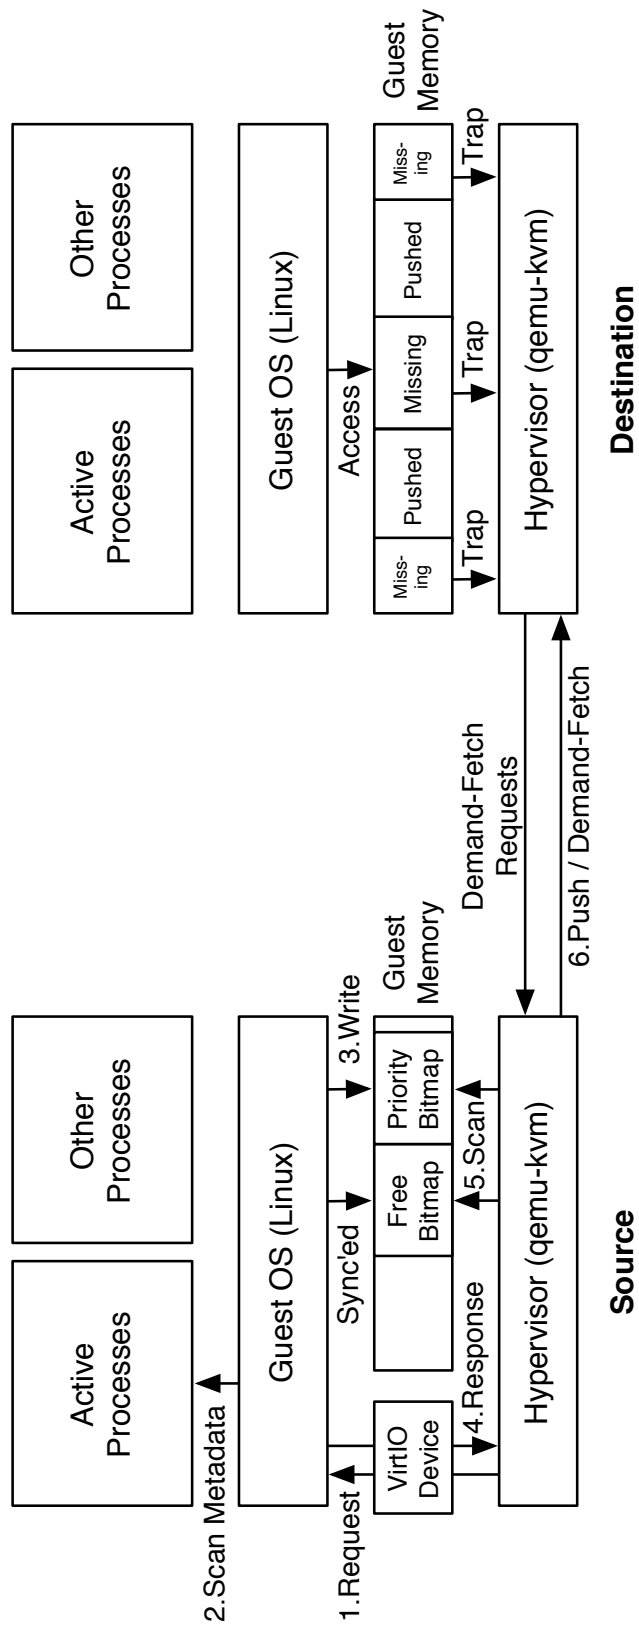 Active
Processes
Other
Processes
2.Scan Metadata
Guest OS (Linux)
1.Request
Sync'ed
3.Write
VirtIO
Device
Free
Bitmap
Priority
Bitmap
Guest
Memory
4.Response
5.Scan
Hypervisor (qemu-kvm)
Source
Demand-Fetch
Requests
6.Push / Demand-Fetch
Active
Processes
Other
Processes
Guest OS (Linux)
Access
Miss-
ing
Pushed
Missing
Pushed
Miss-
ing
Guest
Memory
Trap
Trap
Trap
Hypervisor (qemu-kvm)
Destination